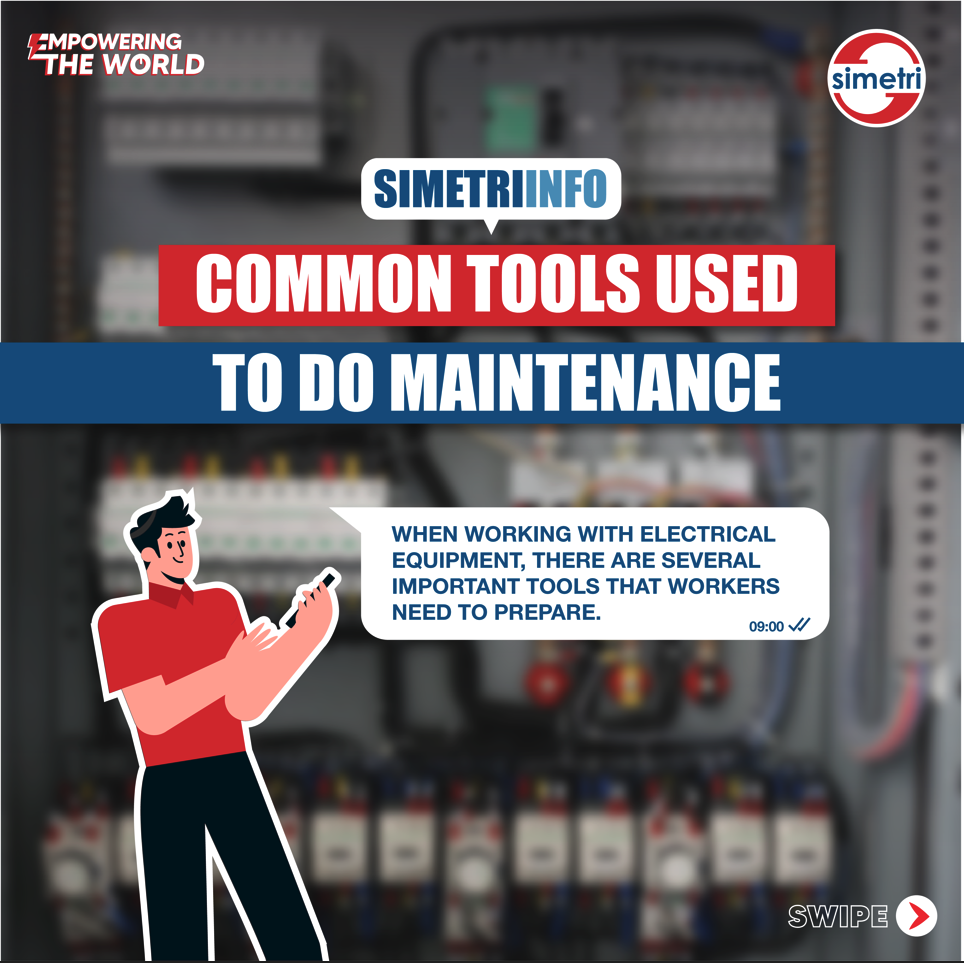 EMPOWERING
THE WORLD
simetri
SIMETRIINFO
COMMON TOOLS USED
TO DO MAINTENANCE
WHEN WORKING WITH ELECTRICAL
EQUIPMENT, THERE ARE SEVERAL
IMPORTANT TOOLS THAT WORKERS
NEED TO PREPARE.
09:00
SWIPE